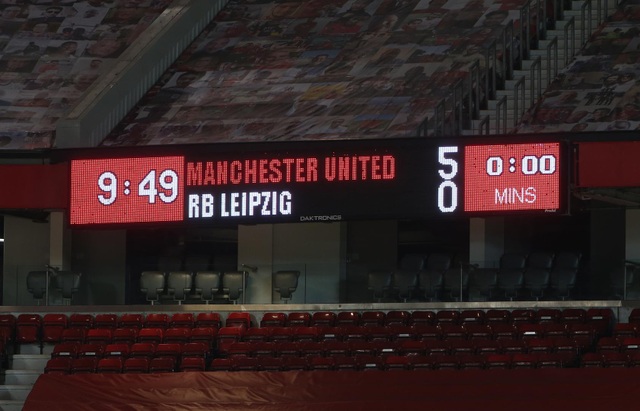 9:49
MANCHESTER UNITED 5
RB LEIPZIG 0
0:00
MINS
DAKTRONICS